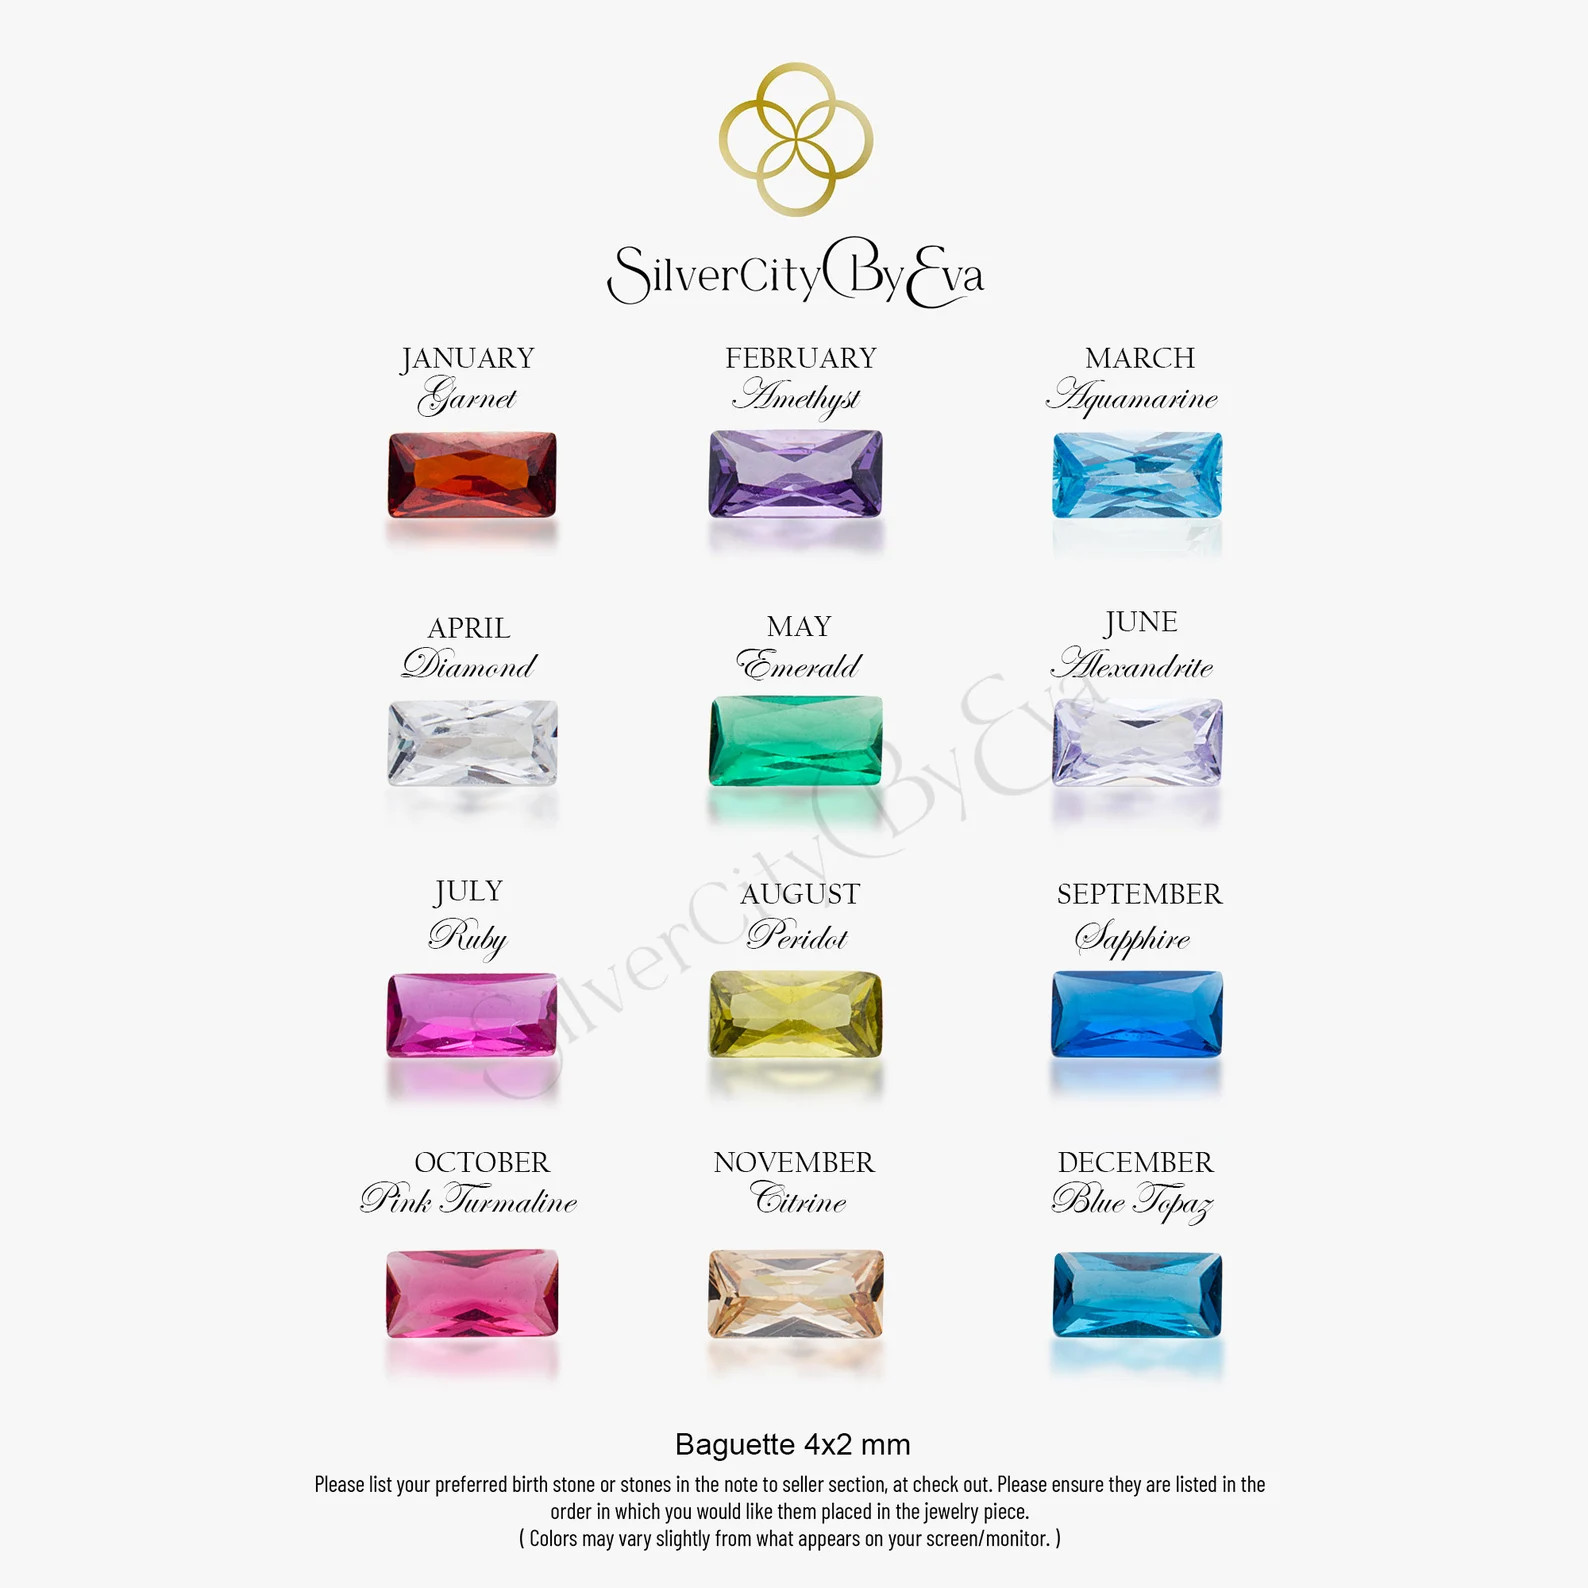 SilverCityByEva
JANUARY
Garnet
FEBRUARY
Amethyst
MARCH
Aquamarine
APRIL
Diamond
MAY
Emerald
JUNE
Alexandrite
JULY
Ruby
AUGUST
Peridot
SEPTEMBER
Sapphire
SilverCityByEva
OCTOBER
Pink Turmaline
NOVEMBER
Citrine
DECEMBER
Blue Topaz
Baguette 4x2 mm
Please list your preferred birth stone or stones in the note to seller section, at check out. Please ensure they are listed in the
order in which you would like them placed in the jewelry piece.
( Colors may vary slightly from what appears on your screen/monitor. )